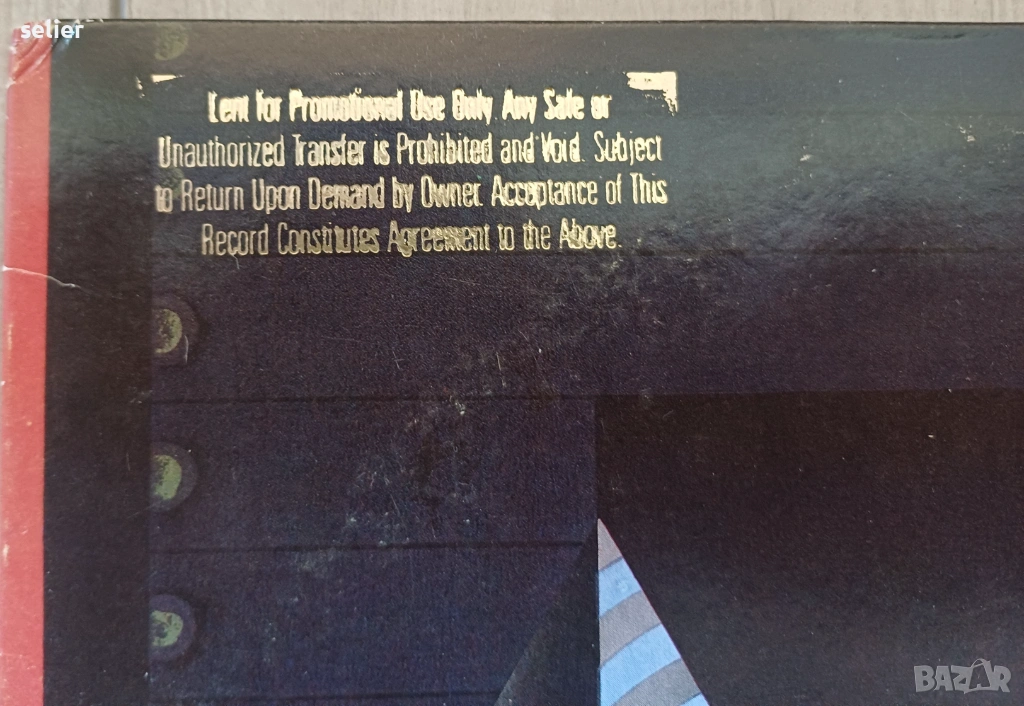 selier
Lent for Promotional Use Only. Any Sale or
Unauthorized Transfer is Prohibited and Void. Subject
to Return Upon Demand by Owner. Acceptance of This
Record Constitutes Agreement to the Above.
BAZAR